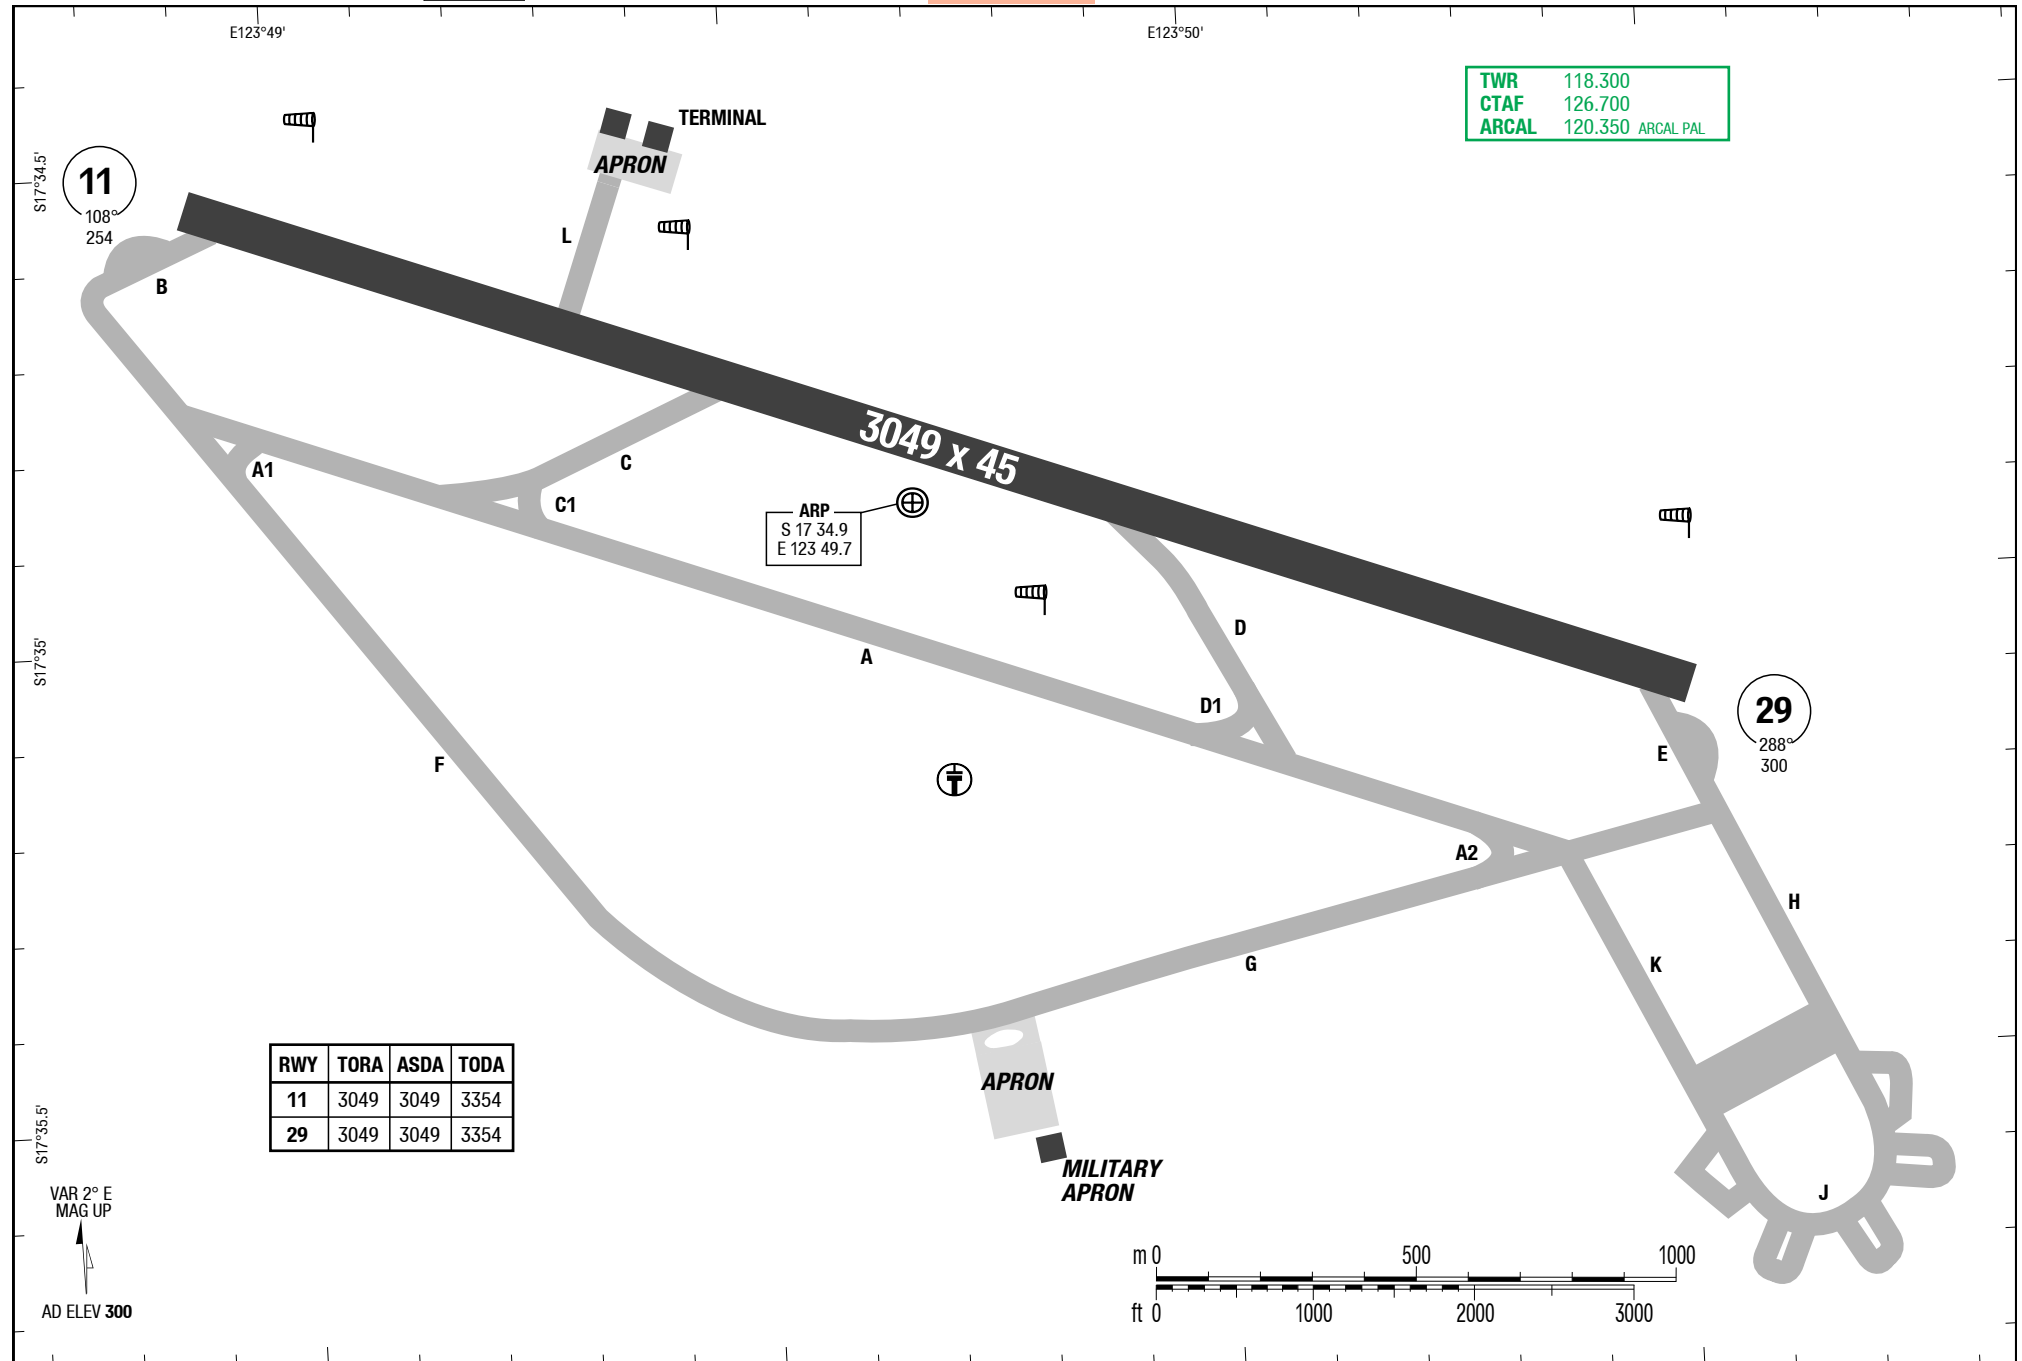 E123°49'
E123°50'
TWR 118.300
CTAF 126.700
ARCAL 120.350 ARCAL PAL
TERMINAL
APRON
S17°34.5'
11
108°
254
L
B
3049 x 45
A1
C
C1
ARP
S 17 34.9
E 123 49.7
D
A
S17°35'
D1
29
288°
300
E
F
A2
H
G
K
RWY TORA ASDA TODA
11 3049 3049 3354
29 3049 3049 3354
APRON
S17°35.5'
MILITARY
APRON
J
VAR 2° E
MAG UP
AD ELEV 300
m 0 500 1000
ft 0 1000 2000 3000